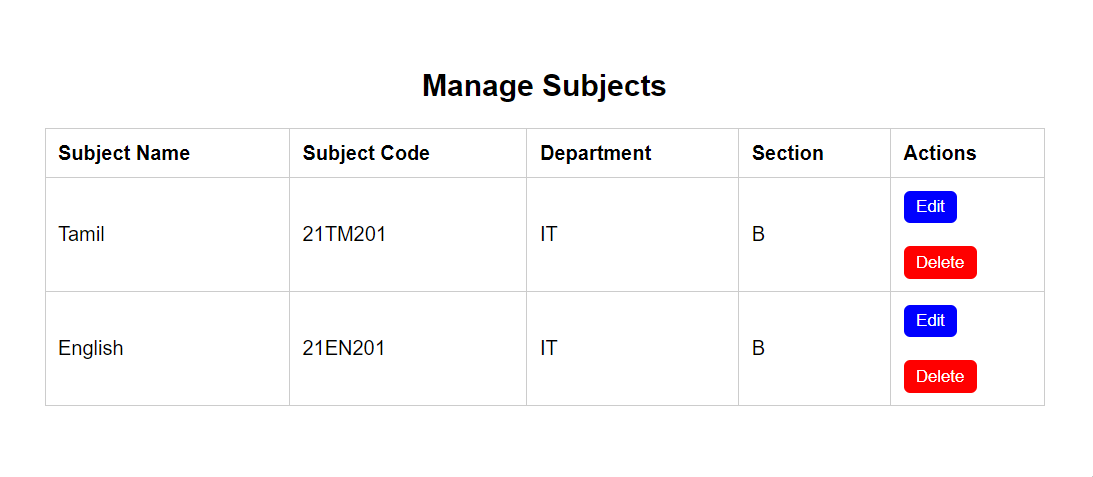 Manage Subjects
Subject Name Subject Code Department Section Actions
Tamil 21TM201 IT B Edit
Delete
English 21EN201 IT B Edit
Delete